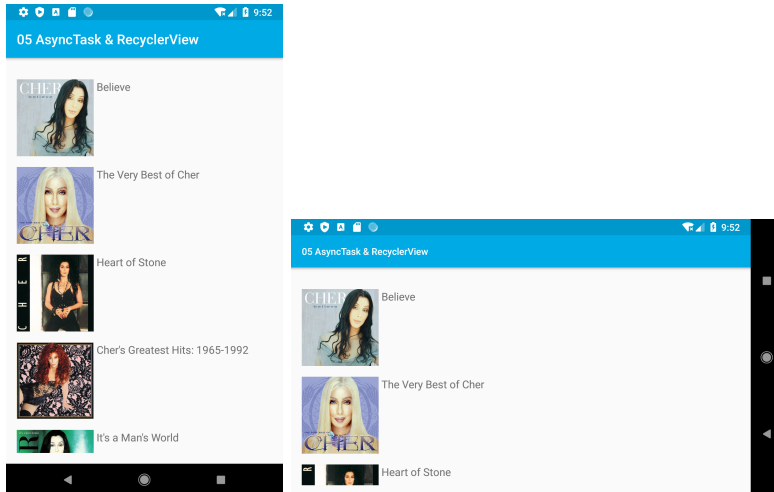 9:52
05 AsyncTask & RecyclerView
CHER
believe
Believe
The Very Best of Cher
CHER
CHER
Heart of Stone
Cher's Greatest Hits: 1965-1992
R
It's a Man's World
9:52
05 AsyncTask & RecyclerView
CHER
believe
Believe
The Very Best of Cher
CHER
R
Heart of Stone